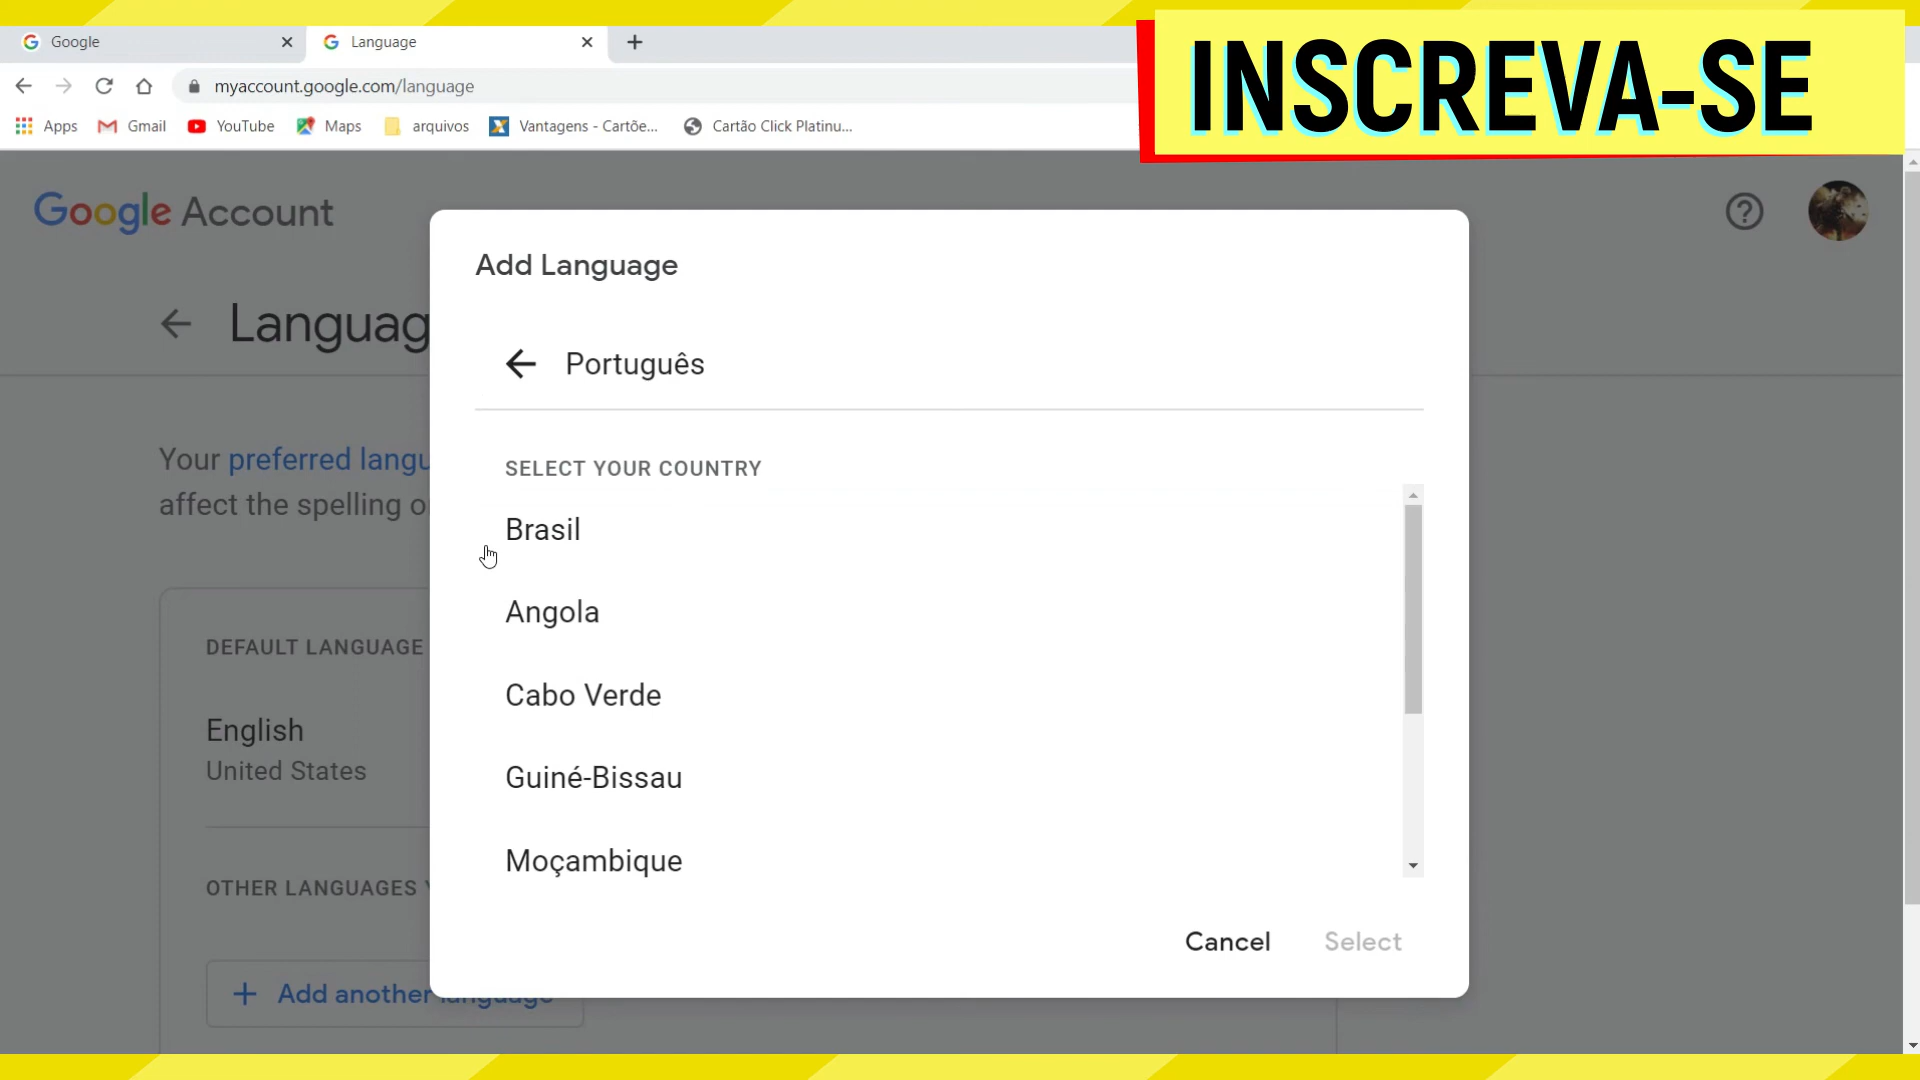 Google
Language
INSCREVA-SE
myaccount.google.com/language
Apps
Gmail
YouTube
Maps
arquivos
Vantagens - Cartõe...
Cartão Click Platinu...
Google Account
Languag
Add Language
Português
Your preferred langu
affect the spelling o
SELECT YOUR COUNTRY
Brasil
Angola
Cabo Verde
Guiné-Bissau
Moçambique
DEFAULT LANGUAGE
English
United States
OTHER LANGUAGES
Cancel
Select
Add another language